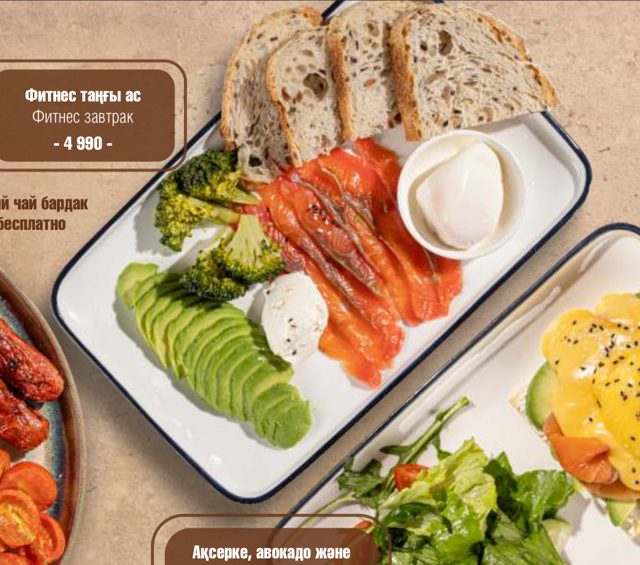 Фитнес таңғы ас
Фитнес завтрак
- 4 990 -
й чай бардак
бесплатно
Ақсерке, авокадо және